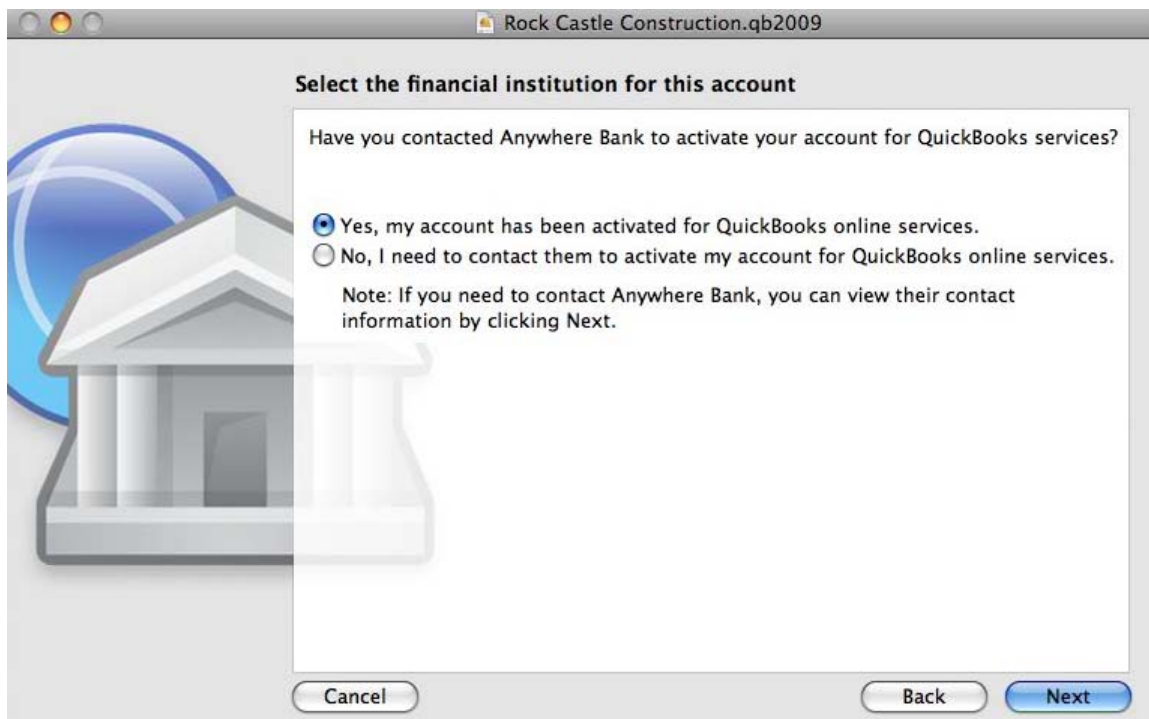 Rock Castle Construction.qb2009
Select the financial institution for this account
Have you contacted Anywhere Bank to activate your account for QuickBooks services?
Yes, my account has been activated for QuickBooks online services.
No, I need to contact them to activate my account for QuickBooks online services.
Note: If you need to contact Anywhere Bank, you can view their contact
information by clicking Next.
Cancel
Back
Next